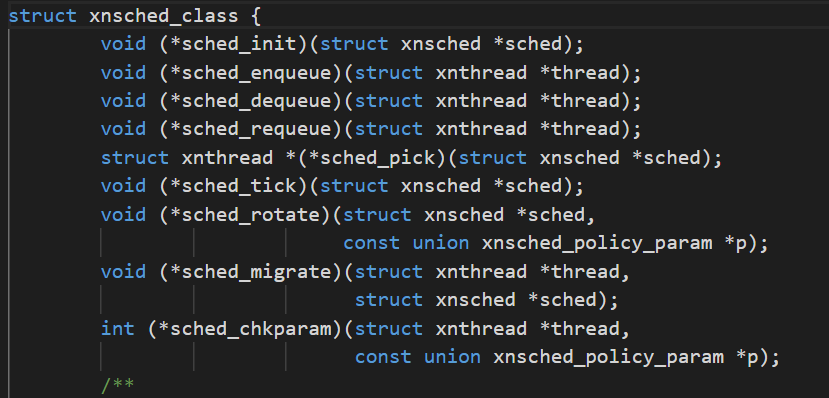 struct xnsched_class {
void (*sched_init)(struct xnsched *sched);
void (*sched_enqueue)(struct xnthread *thread);
void (*sched_dequeue)(struct xnthread *thread);
void (*sched_requeue)(struct xnthread *thread);
struct xnthread *(*sched_pick)(struct xnsched *sched);
void (*sched_tick)(struct xnsched *sched);
void (*sched_rotate)(struct xnsched *sched,
const union xnsched_policy_param *p);
void (*sched_migrate)(struct xnthread *thread,
struct xnsched *sched);
int (*sched_chkparam)(struct xnthread *thread,
const union xnsched_policy_param *p);
/**